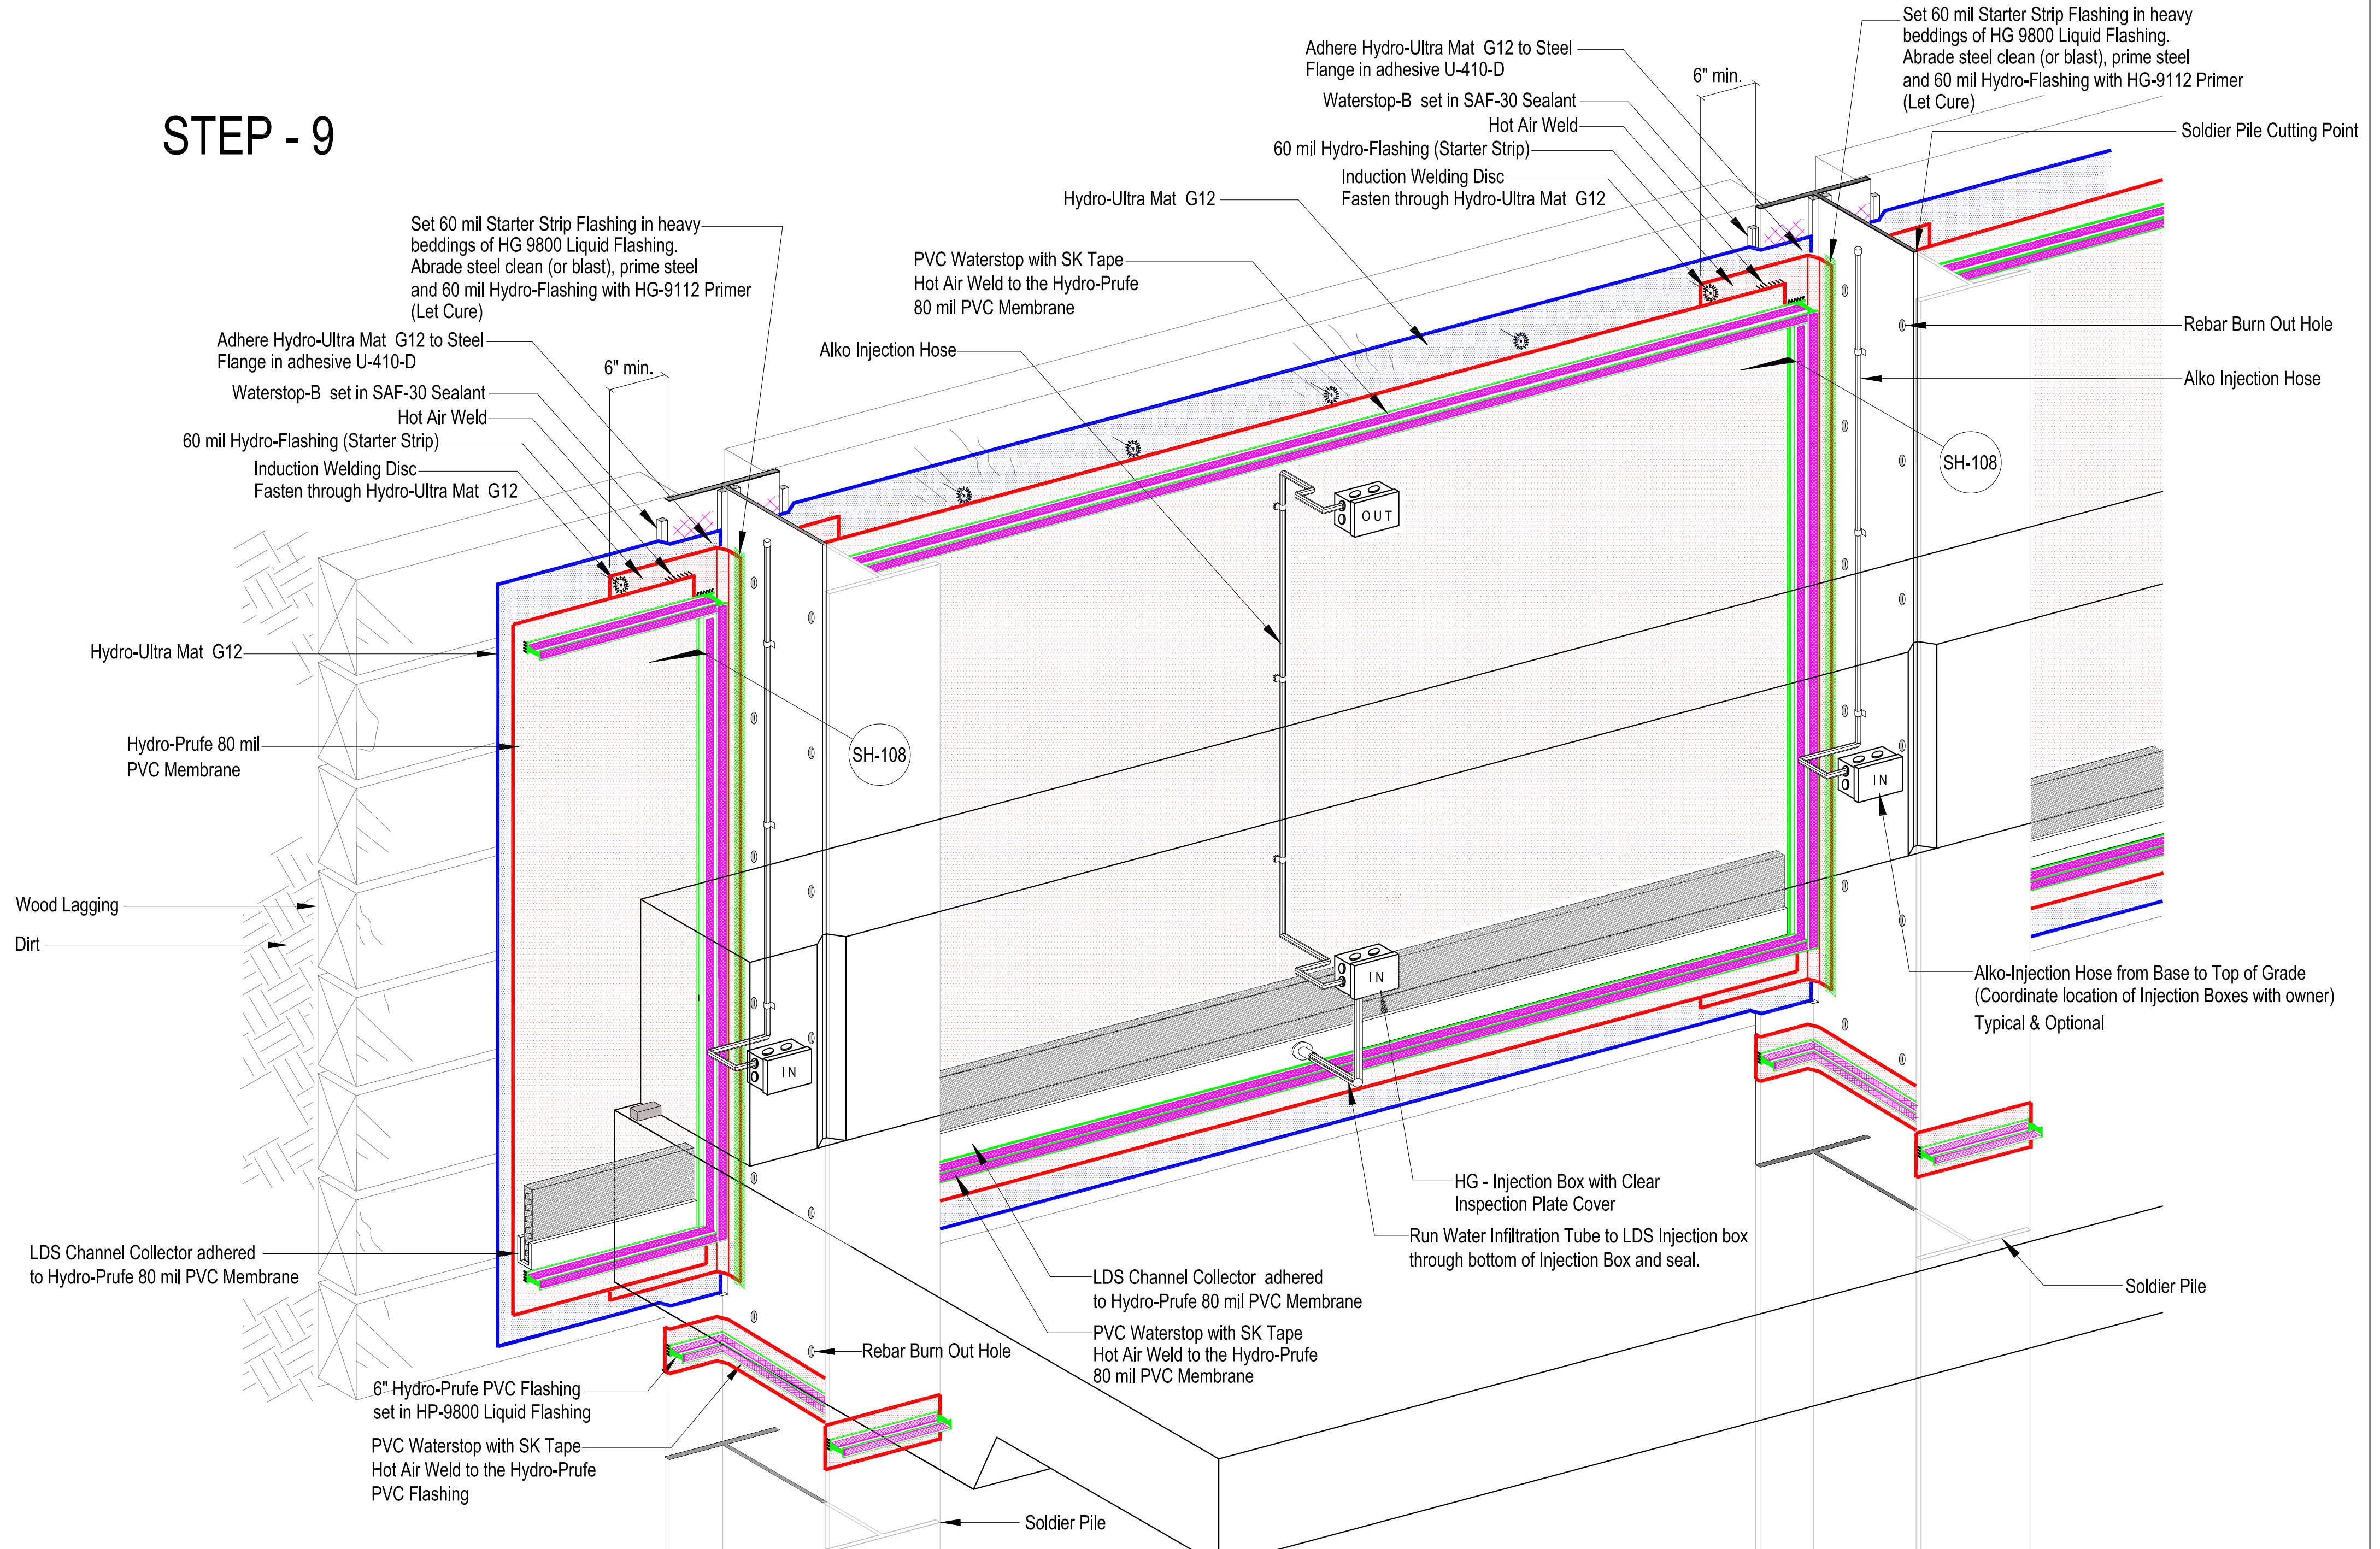 STEP - 9
Set 60 mil Starter Strip Flashing in heavy
beddings of HG 9800 Liquid Flashing.
Abrade steel clean (or blast), prime steel
and 60 mil Hydro-Flashing with HG-9112 Primer
(Let Cure)
Adhere Hydro-Ultra Mat G12 to Steel
Flange in adhesive U-410-D
6" min.
Waterstop-B set in SAF-30 Sealant
Hot Air Weld
60 mil Hydro-Flashing (Starter Strip)
Induction Welding Disc
Fasten through Hydro-Ultra Mat G12
Hydro-Ultra Mat G12
Hydro-Prufe 80 mil
PVC Membrane
Wood Lagging
Dirt
LDS Channel Collector adhered
to Hydro-Prufe 80 mil PVC Membrane
6" Hydro-Prufe PVC Flashing
set in HP-9800 Liquid Flashing
PVC Waterstop with SK Tape
Hot Air Weld to the Hydro-Prufe
PVC Flashing
SH-108
IN
Rebar Burn Out Hole
Soldier Pile
Adhere Hydro-Ultra Mat G12 to Steel
Flange in adhesive U-410-D
6" min.
Waterstop-B set in SAF-30 Sealant
Hot Air Weld
60 mil Hydro-Flashing (Starter Strip)
Induction Welding Disc
Fasten through Hydro-Ultra Mat G12
Hydro-Ultra Mat G12
PVC Waterstop with SK Tape
Hot Air Weld to the Hydro-Prufe
80 mil PVC Membrane
Alko Injection Hose
OUT
IN
HG - Injection Box with Clear
Inspection Plate Cover
Run Water Infiltration Tube to LDS Injection box
through bottom of Injection Box and seal.
LDS Channel Collector adhered
to Hydro-Prufe 80 mil PVC Membrane
PVC Waterstop with SK Tape
Hot Air Weld to the Hydro-Prufe
80 mil PVC Membrane
Set 60 mil Starter Strip Flashing in heavy
beddings of HG 9800 Liquid Flashing.
Abrade steel clean (or blast), prime steel
and 60 mil Hydro-Flashing with HG-9112 Primer
(Let Cure)
Soldier Pile Cutting Point
Rebar Burn Out Hole
Alko Injection Hose
SH-108
IN
Alko-Injection Hose from Base to Top of Grade
(Coordinate location of Injection Boxes with owner)
Typical & Optional
Soldier Pile